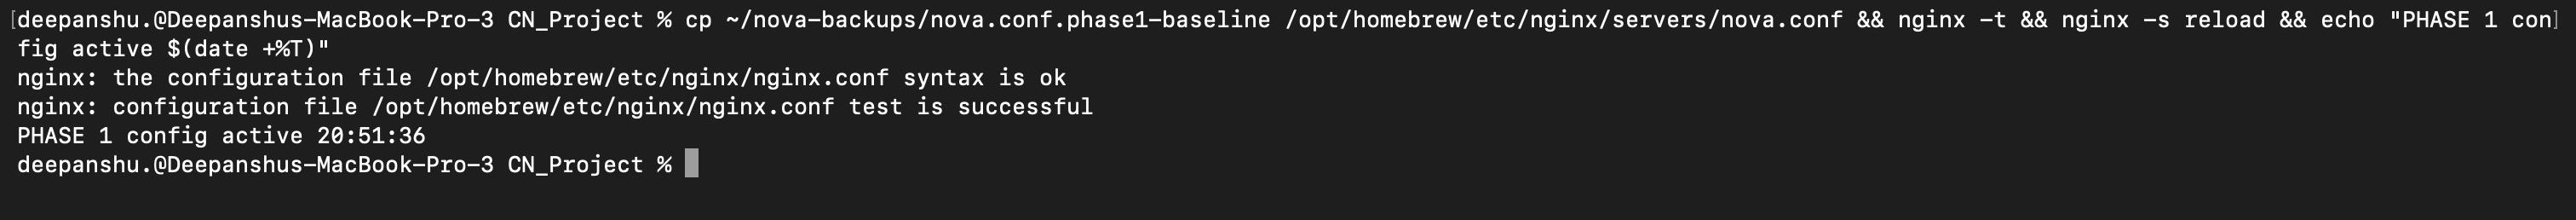 [deepanshu.@Deepanshus-MacBook-Pro-3 CN_Project % cp ~/nova-backups/nova.conf.phase1-baseline /opt/homebrew/etc/nginx/servers/nova.conf && nginx -t && nginx -s reload && echo "PHASE 1 con]
fig active $(date +%T)"
nginx: the configuration file /opt/homebrew/etc/nginx/nginx.conf syntax is ok
nginx: configuration file /opt/homebrew/etc/nginx/nginx.conf test is successful
PHASE 1 config active 20:51:36
deepanshu.@Deepanshus-MacBook-Pro-3 CN_Project %